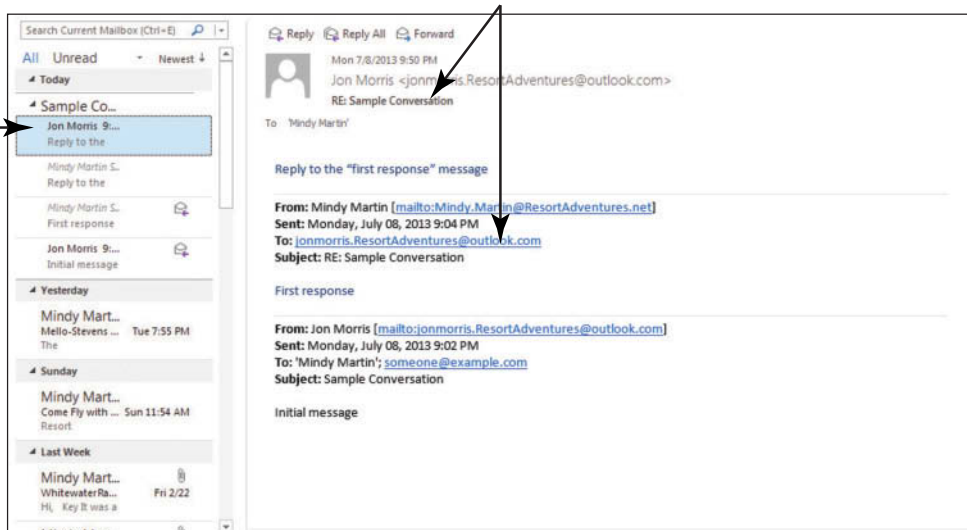 Search Current Mailbox (Ctrl+E)
All Unread Newest ↓
Today
Sample Co...
Jon Morris 9:...
Reply to the
Mindy Martin S..
Reply to the
Mindy Martin S..
First response
Jon Morris 9:...
Initial message
Yesterday
Mindy Mart...
Mello-Stevens ... Tue 7:55 PM
The
Sunday
Mindy Mart...
Come Fly with ... Sun 11:54 AM
Resort
Last Week
Mindy Mart...
WhitewaterRa... Fri 2/22
Hi, Key It was a
Reply Reply All Forward
Mon 7/8/2013 9:50 PM
Jon Morris <jonmorris.ResortAdventures@outlook.com>
RE: Sample Conversation
To 'Mindy Martin'
Reply to the “first response” message
From: Mindy Martin [mailto:Mindy.Martin@ResortAdventures.net]
Sent: Monday, July 08, 2013 9:04 PM
To: jonmorris.ResortAdventures@outlook.com
Subject: RE: Sample Conversation
First response
From: Jon Morris [mailto:jonmorris.ResortAdventures@outlook.com]
Sent: Monday, July 08, 2013 9:02 PM
To: 'Mindy Martin'; someone@example.com
Subject: Sample Conversation
Initial message